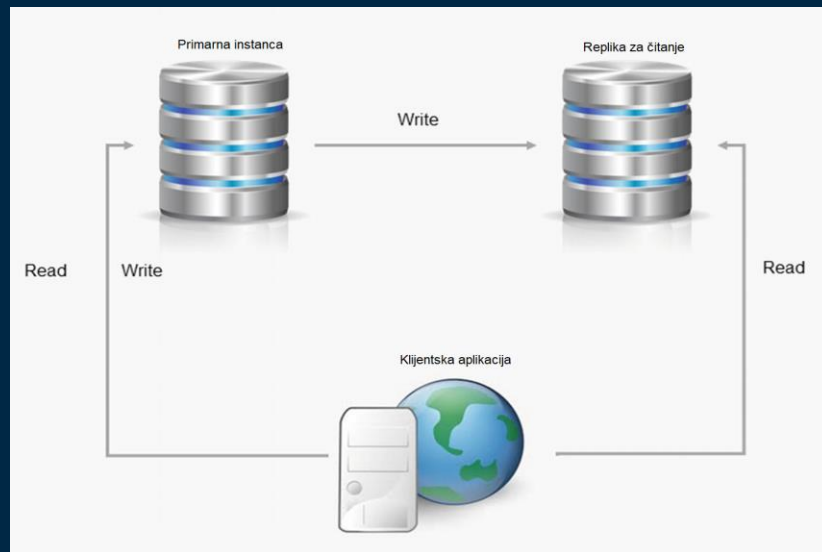 Primarna instanca
Replika za čitanje
Write
Read
Write
Read
Klijentska aplikacija